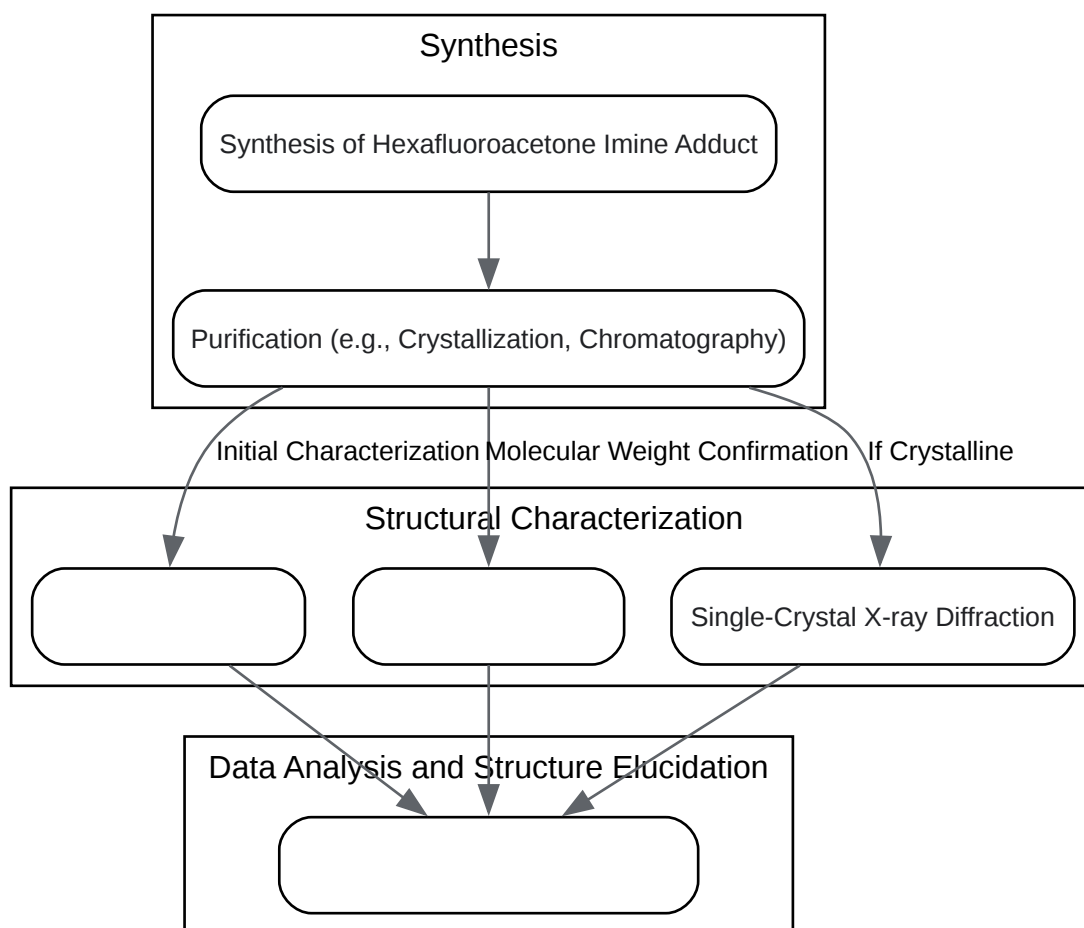 Synthesis
Synthesis of Hexafluoroacetone Imine Adduct
Purification (e.g., Crystallization, Chromatography)
Initial Characterization
Molecular Weight Confirmation
If Crystalline
Structural Characterization
Single-Crystal X-ray Diffraction
Data Analysis and Structure Elucidation